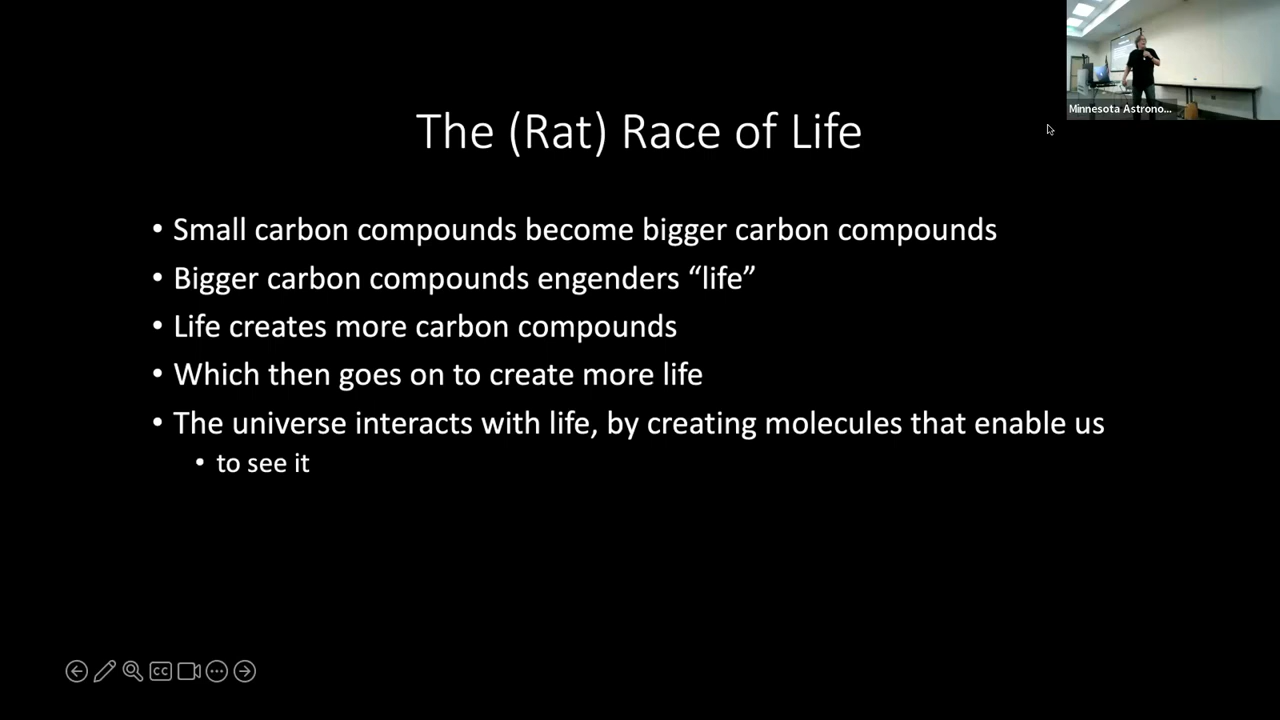 Minnesota Astrono...
The (Rat) Race of Life
• Small carbon compounds become bigger carbon compounds
• Bigger carbon compounds engenders “life”
• Life creates more carbon compounds
• Which then goes on to create more life
• The universe interacts with life, by creating molecules that enable us
• to see it
CC